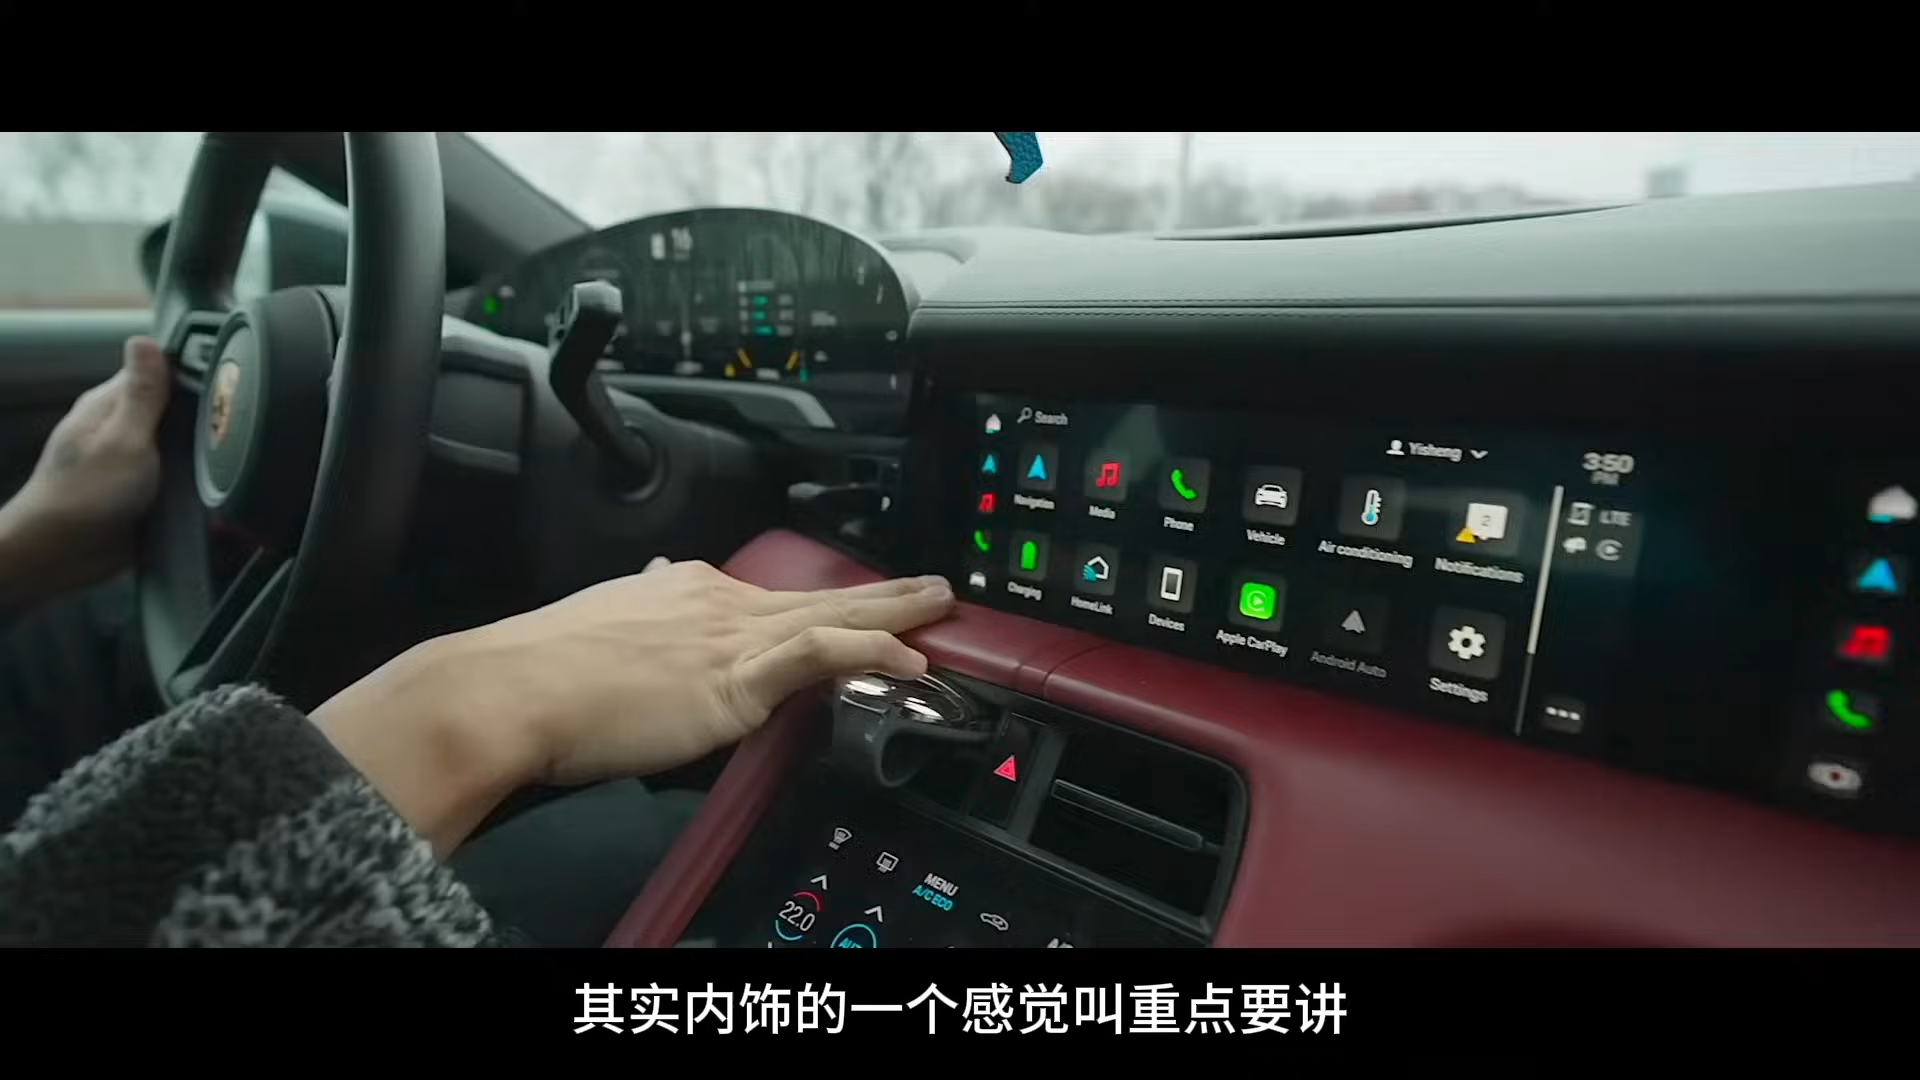 16
Search
Yisheng
3:50
PM
LTE
Navigation
Media
Phone
Vehicle
Air conditioning
2
Notifications
Charging
HomeLink
Devices
Apple CarPlay
Android Auto
Settings
P
MENU
A/C ECO
22.0
其实内饰的一个感觉叫重点要讲